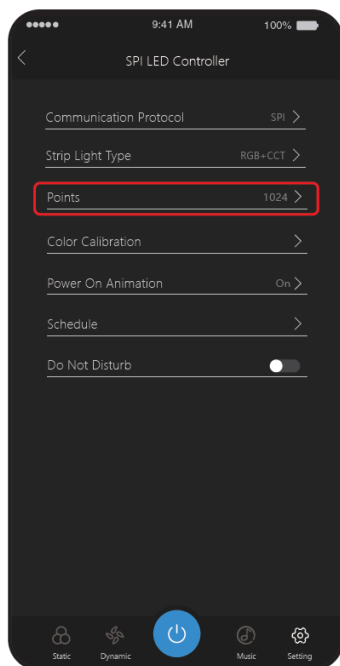 9:41 AM 100%
SPI LED Controller
Communication Protocol SPI
Strip Light Type RGB+CCT
Points 1024
Color Calibration
Power On Animation On
Schedule
Do Not Disturb
Static Dynamic Music Setting